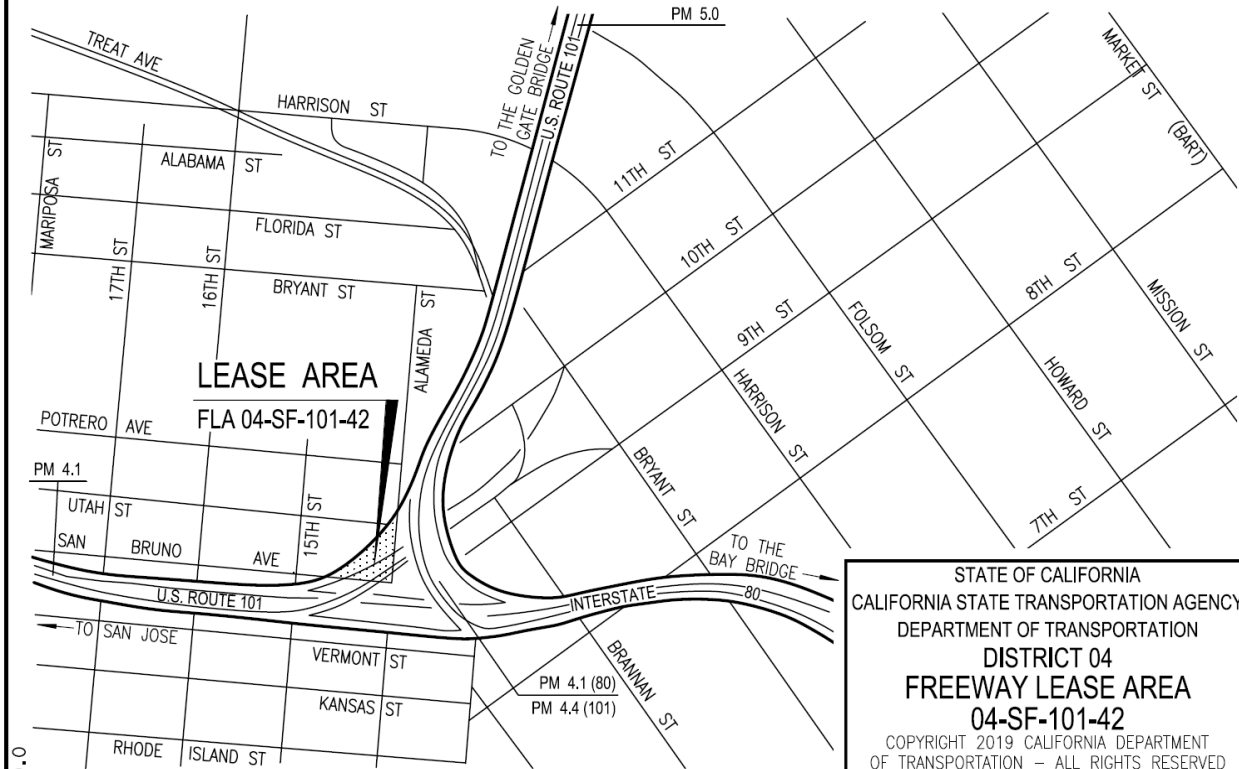 PM 5.0
TREAT AVE
HARRISON ST
TO THE GOLDEN
GATE BRIDGE
U.S. ROUTE 101
MARKET ST
(BART)
MARIPOSA ST
ALABAMA ST
11TH ST
FLORIDA ST
17TH ST
16TH ST
BRYANT ST
10TH ST
8TH ST
MISSION ST
ALAMEDA ST
9TH ST
FOLSOM ST
LEASE AREA
FLA 04-SF-101-42
HARRISON ST
HOWARD ST
POTRERO AVE
PM 4.1
UTAH ST
15TH ST
BRYANT ST
7TH ST
SAN BRUNO AVE
TO THE
BAY BRIDGE
U.S. ROUTE 101
INTERSTATE 80
TO SAN JOSE
VERMONT ST
BRANNAN ST
PM 4.1 (80)
PM 4.4 (101)
KANSAS ST
RHODE ISLAND ST
STATE OF CALIFORNIA
CALIFORNIA STATE TRANSPORTATION AGENCY
DEPARTMENT OF TRANSPORTATION
DISTRICT 04
FREEWAY LEASE AREA
04-SF-101-42
COPYRIGHT 2019 CALIFORNIA DEPARTMENT
OF TRANSPORTATION – ALL RIGHTS RESERVED